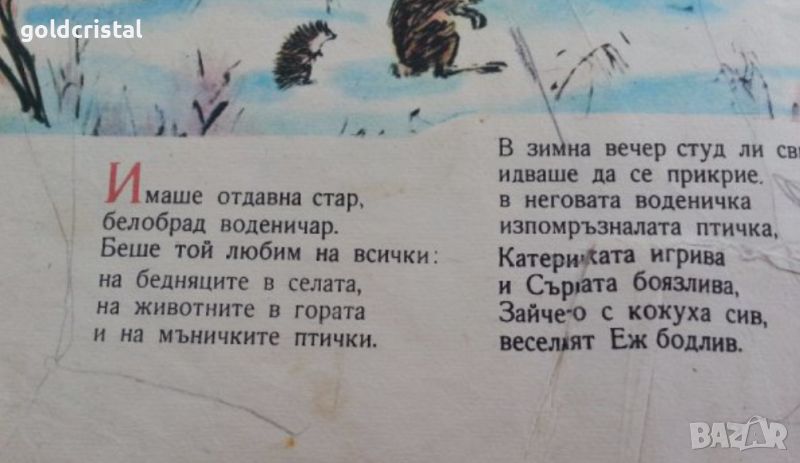 goldcristal
Имаше отдавна стар,
белобрад воденичар.
Беше той любим на всички:
на бедняците в селата,
на животните в гората
и на мъничките птички.
В зимна вечер студ ли
идваше да се прикрие.
в неговата воденичка
изпомръзналата птичка,
Катеричката игрива
и Сърната боязлива,
Зайчето с кожуха сив,
веселият Еж бодлив.
BAZAR